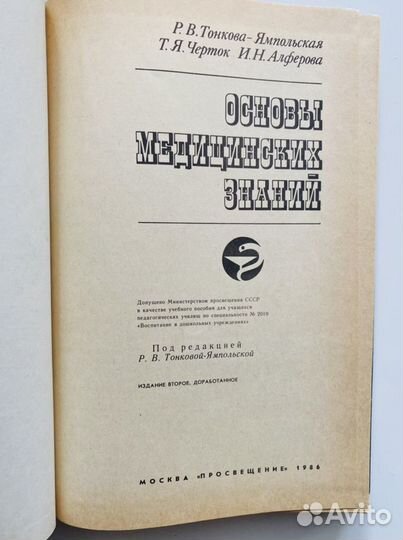 Р. В. Тонкова-Ямпольская
Т. Я. Черток И. Н. Алферова
ОСНОВЫ
МЕДИЦИНСКИХ
ЗНАНИЙ
Допущено Министерством просвещения СССР
в качестве учебного пособия для учащихся
педагогических училищ по специальности № 2010
«Воспитание в дошкольных учреждениях»
Под редакцией
Р. В. Тонковой-Ямпольской
ИЗДАНИЕ ВТОРОЕ, ДОРАБОТАННОЕ
МОСКВА «ПРОСВЕЩЕНИЕ» 1986
Avito